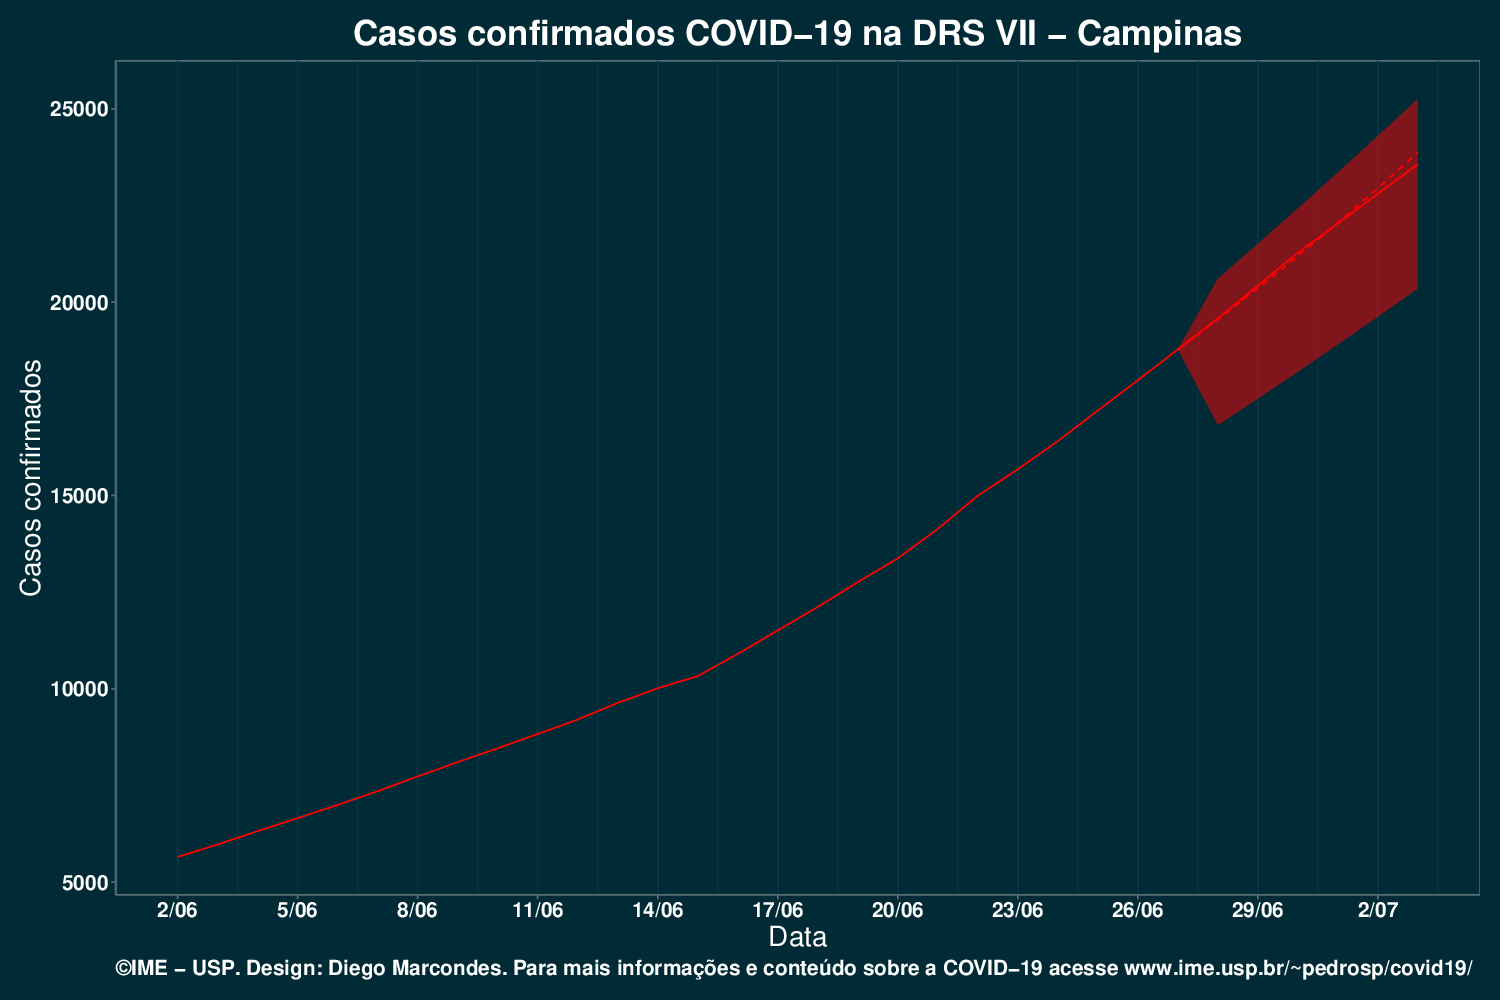 Casos confirmados COVID−19 na DRS VII − Campinas
25000
20000
15000
10000
5000
Casos confirmados
2/06 5/06 8/06 11/06 14/06 17/06 20/06 23/06 26/06 29/06 2/07
Data
©IME − USP. Design: Diego Marcondes. Para mais informações e conteúdo sobre a COVID−19 acesse www.ime.usp.br/~pedrosp/covid19/